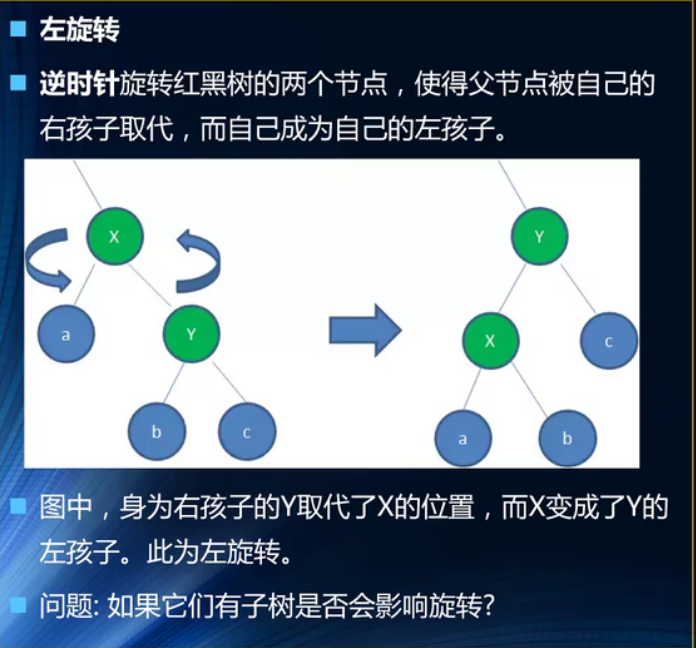 左旋转
逆时针旋转红黑树的两个节点，使得父节点被自己的
右孩子取代，而自己成为自己的左孩子。
X
Y
a
Y
X
c
b
c
a
b
图中，身为右孩子的Y取代了X的位置，而X变成了Y的
左孩子。此为左旋转。
问题: 如果它们有子树是否会影响旋转?